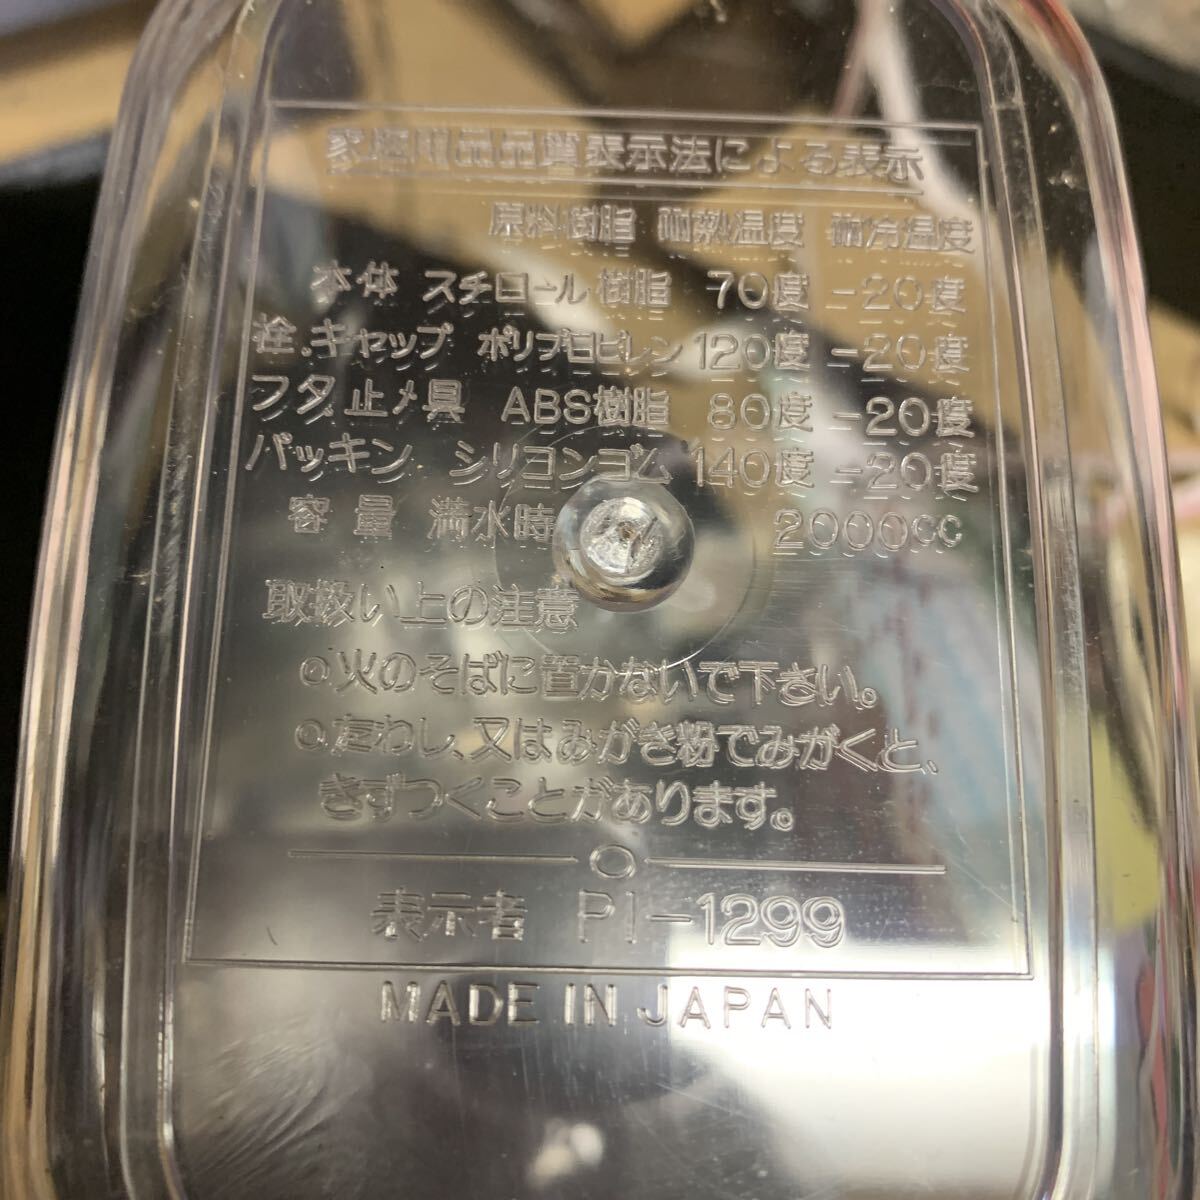 家庭用品品質表示法による表示
原料樹脂 耐熱温度 耐冷温度
本体 スチロール樹脂 70度 -20度
栓.キャップ ポリプロピレン 120度 -20度
フタ止メ具 ABS樹脂 80度 -20度
パッキン シリコンゴム 140度 -20度
容量 満水時 2000cc
取扱い上の注意
◎火のそばに置かないで下さい。
◎たわし、又はみがき粉でみがくと、
きずつくことがあります。
表示者 PI-1299
MADE IN JAPAN